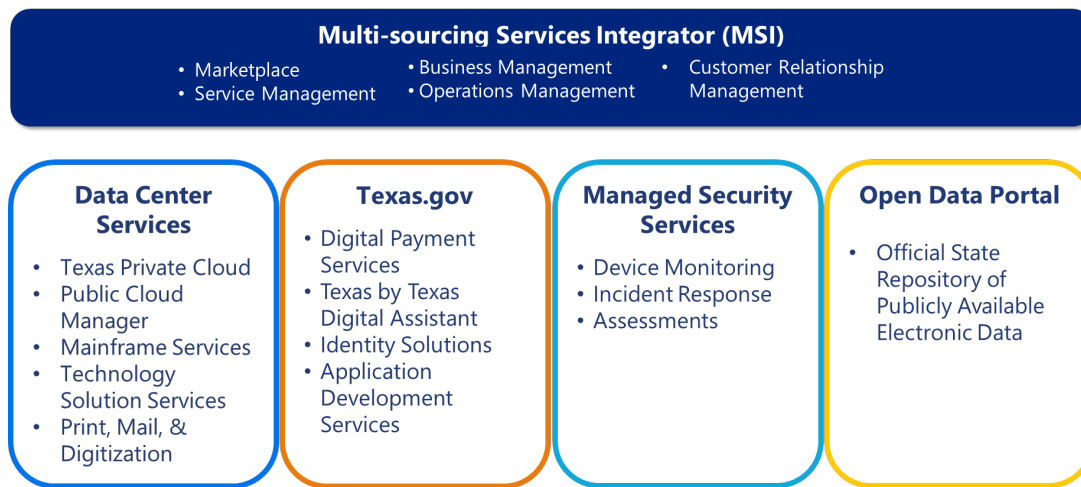 Multi-sourcing Services Integrator (MSI)
• Marketplace
• Service Management
• Business Management
• Operations Management
• Customer Relationship
Management
Data Center
Services
• Texas Private Cloud
• Public Cloud
Manager
• Mainframe Services
• Technology
Solution Services
• Print, Mail, &
Digitization
Texas.gov
• Digital Payment
Services
• Texas by Texas
Digital Assistant
• Identity Solutions
• Application
Development
Services
Managed Security
Services
• Device Monitoring
• Incident Response
• Assessments
Open Data Portal
• Official State
Repository of
Publicly Available
Electronic Data